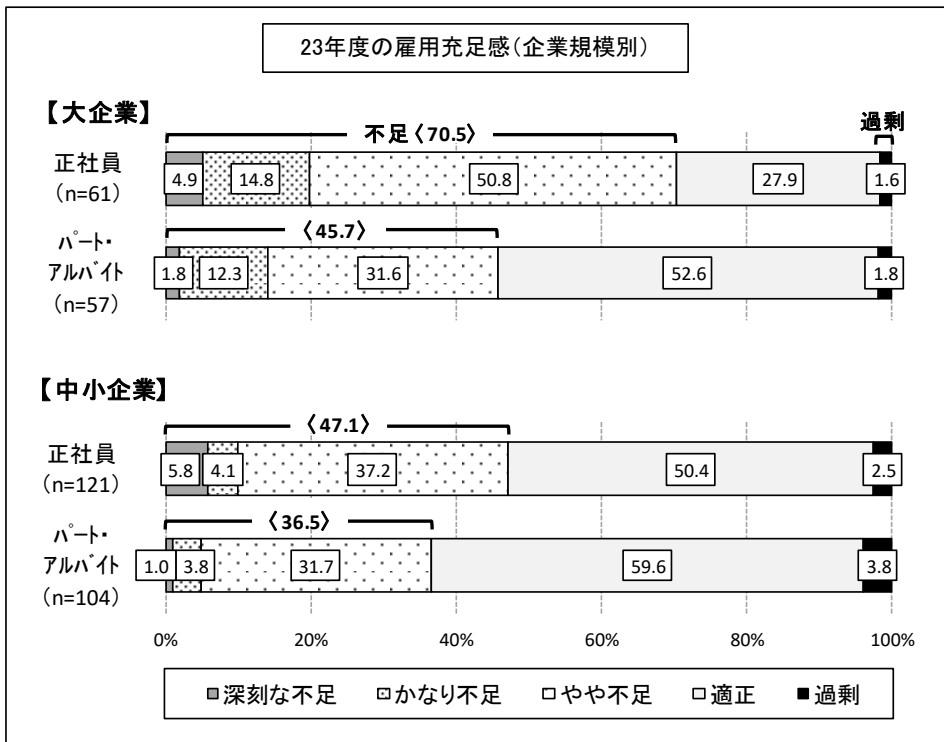 23年度の雇用充足感(企業規模別)
【大企業】
不足〈70.5〉
過剰
正社員
(n=61)
4.9
14.8
50.8
27.9
1.6
〈45.7〉
パート・
アルバイト
(n=57)
1.8
12.3
31.6
52.6
1.8
【中小企業】
〈47.1〉
正社員
(n=121)
5.8
4.1
37.2
50.4
2.5
〈36.5〉
パート・
アルバイト
(n=104)
1.0
3.8
31.7
59.6
3.8
0%
20%
40%
60%
80%
100%
深刻な不足 かなり不足 やや不足 適正 過剰